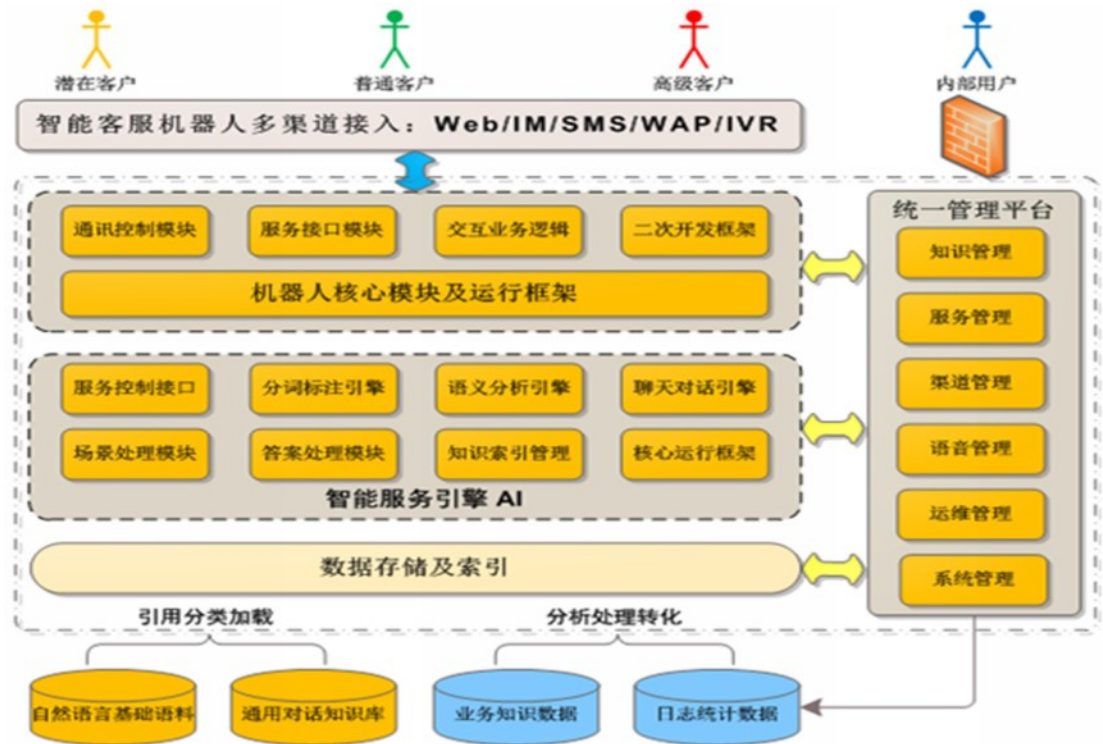 潜在客户
普通客户
高级客户
内部用户
智能客服机器人多渠道接入：Web/IM/SMS/WAP/IVR
通讯控制模块
服务接口模块
交互业务逻辑
二次开发框架
机器人核心模块及运行框架
服务控制接口
分词标注引擎
语义分析引擎
聊天对话引擎
场景处理模块
答案处理模块
知识索引管理
核心运行框架
智能服务引擎 AI
数据存储及索引
统一管理平台
知识管理
服务管理
渠道管理
语音管理
运维管理
系统管理
引用分类加载
分析处理转化
自然语言基础语料
通用对话知识库
业务知识数据
日志统计数据